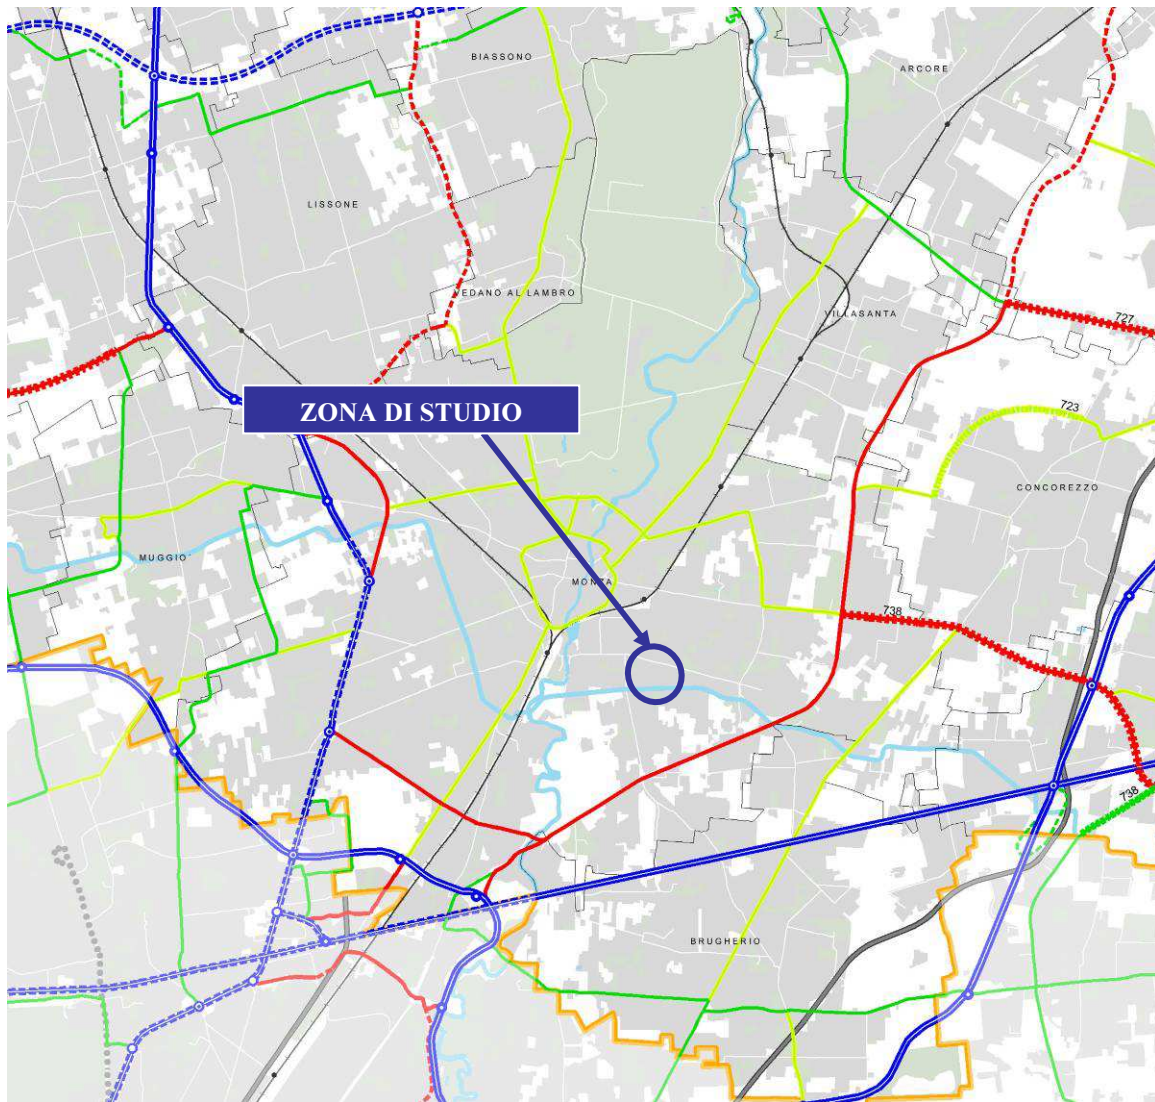 BIASSONO
ARCORE
LISSONE
VEDANO AL LAMBRO
VILLASANTA
727
ZONA DI STUDIO
723
CONCOREZZO
MUGGIO'
MONZA
738
738
BRUGHERIO